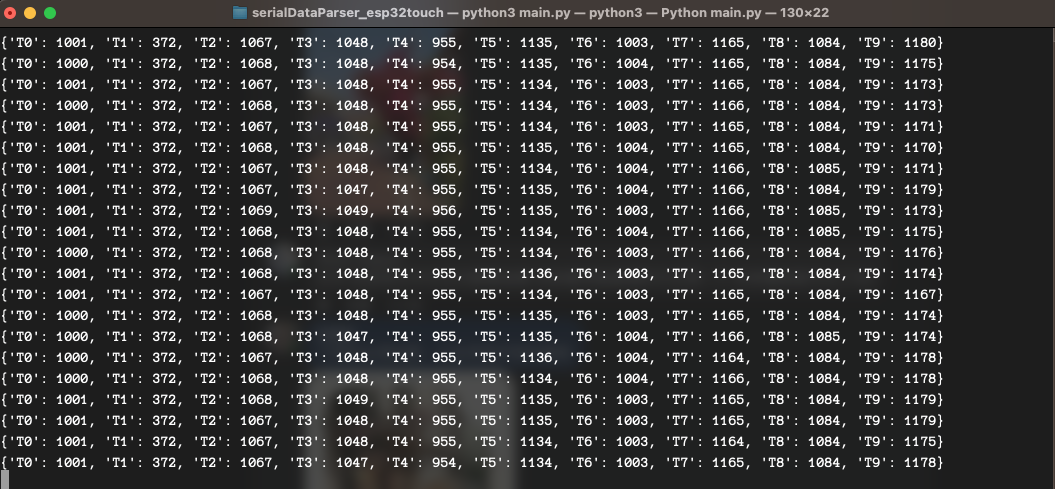 serialDataParser_esp32touch — python3 main.py — python3 — Python main.py — 130×22
{'T0': 1001, 'T1': 372, 'T2': 1067, 'T3': 1048, 'T4': 955, 'T5': 1135, 'T6': 1003, 'T7': 1165, 'T8': 1084, 'T9': 1180}
{'T0': 1000, 'T1': 372, 'T2': 1068, 'T3': 1048, 'T4': 954, 'T5': 1135, 'T6': 1004, 'T7': 1165, 'T8': 1084, 'T9': 1175}
{'T0': 1001, 'T1': 372, 'T2': 1067, 'T3': 1048, 'T4': 955, 'T5': 1134, 'T6': 1003, 'T7': 1165, 'T8': 1084, 'T9': 1173}
{'T0': 1000, 'T1': 372, 'T2': 1068, 'T3': 1048, 'T4': 955, 'T5': 1134, 'T6': 1003, 'T7': 1166, 'T8': 1084, 'T9': 1173}
{'T0': 1001, 'T1': 372, 'T2': 1067, 'T3': 1048, 'T4': 955, 'T5': 1134, 'T6': 1003, 'T7': 1165, 'T8': 1084, 'T9': 1171}
{'T0': 1001, 'T1': 372, 'T2': 1068, 'T3': 1048, 'T4': 955, 'T5': 1135, 'T6': 1004, 'T7': 1165, 'T8': 1084, 'T9': 1170}
{'T0': 1001, 'T1': 372, 'T2': 1068, 'T3': 1048, 'T4': 955, 'T5': 1134, 'T6': 1004, 'T7': 1166, 'T8': 1085, 'T9': 1171}
{'T0': 1001, 'T1': 372, 'T2': 1067, 'T3': 1047, 'T4': 955, 'T5': 1135, 'T6': 1004, 'T7': 1166, 'T8': 1084, 'T9': 1179}
{'T0': 1001, 'T1': 372, 'T2': 1069, 'T3': 1049, 'T4': 956, 'T5': 1135, 'T6': 1003, 'T7': 1166, 'T8': 1085, 'T9': 1173}
{'T0': 1001, 'T1': 372, 'T2': 1068, 'T3': 1048, 'T4': 955, 'T5': 1134, 'T6': 1004, 'T7': 1166, 'T8': 1085, 'T9': 1175}
{'T0': 1000, 'T1': 372, 'T2': 1068, 'T3': 1048, 'T4': 955, 'T5': 1134, 'T6': 1003, 'T7': 1166, 'T8': 1084, 'T9': 1176}
{'T0': 1001, 'T1': 372, 'T2': 1068, 'T3': 1048, 'T4': 955, 'T5': 1136, 'T6': 1003, 'T7': 1166, 'T8': 1084, 'T9': 1174}
{'T0': 1001, 'T1': 372, 'T2': 1067, 'T3': 1048, 'T4': 955, 'T5': 1134, 'T6': 1003, 'T7': 1165, 'T8': 1084, 'T9': 1167}
{'T0': 1000, 'T1': 372, 'T2': 1068, 'T3': 1048, 'T4': 955, 'T5': 1135, 'T6': 1003, 'T7': 1165, 'T8': 1084, 'T9': 1174}
{'T0': 1000, 'T1': 372, 'T2': 1068, 'T3': 1047, 'T4': 955, 'T5': 1135, 'T6': 1004, 'T7': 1166, 'T8': 1085, 'T9': 1174}
{'T0': 1000, 'T1': 372, 'T2': 1067, 'T3': 1048, 'T4': 955, 'T5': 1136, 'T6': 1004, 'T7': 1164, 'T8': 1084, 'T9': 1178}
{'T0': 1000, 'T1': 372, 'T2': 1068, 'T3': 1048, 'T4': 955, 'T5': 1134, 'T6': 1004, 'T7': 1166, 'T8': 1084, 'T9': 1178}
{'T0': 1001, 'T1': 372, 'T2': 1068, 'T3': 1049, 'T4': 955, 'T5': 1134, 'T6': 1003, 'T7': 1165, 'T8': 1084, 'T9': 1179}
{'T0': 1001, 'T1': 372, 'T2': 1067, 'T3': 1048, 'T4': 955, 'T5': 1135, 'T6': 1003, 'T7': 1165, 'T8': 1084, 'T9': 1179}
{'T0': 1001, 'T1': 372, 'T2': 1067, 'T3': 1048, 'T4': 955, 'T5': 1134, 'T6': 1003, 'T7': 1164, 'T8': 1084, 'T9': 1175}
{'T0': 1001, 'T1': 372, 'T2': 1067, 'T3': 1047, 'T4': 954, 'T5': 1134, 'T6': 1003, 'T7': 1165, 'T8': 1084, 'T9': 1178}